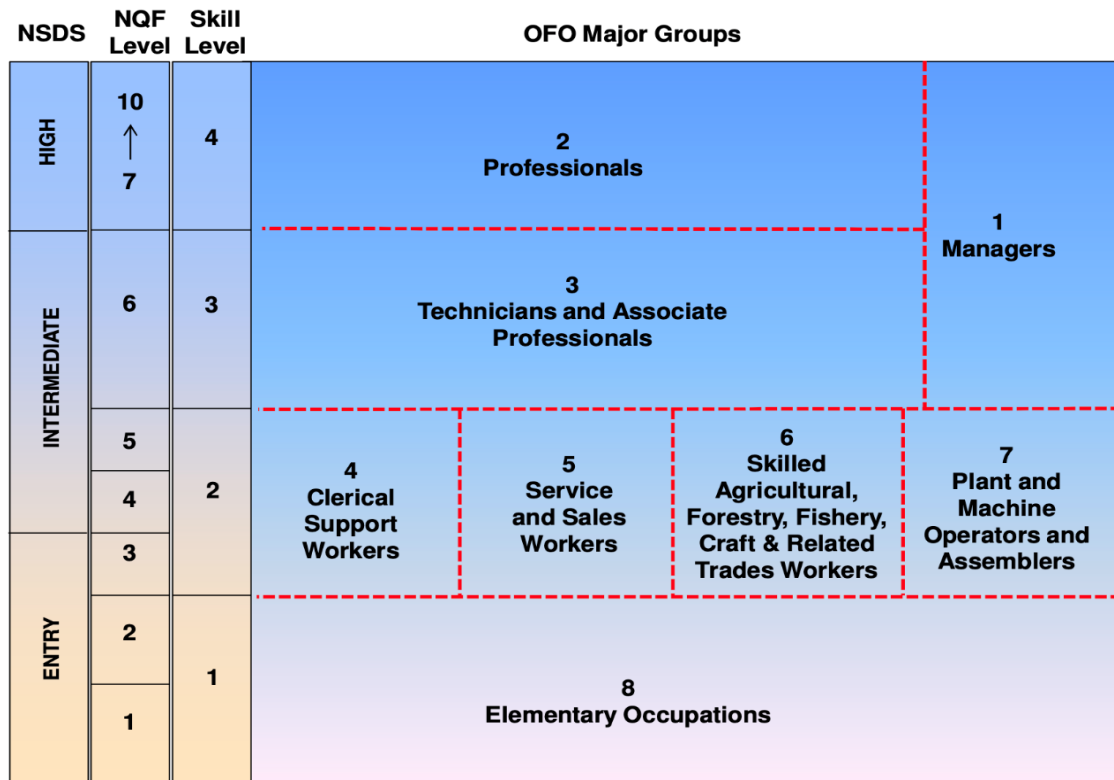 NSDS
NQF
Level
Skill
Level
OFO Major Groups
HIGH
10
7
4
2
Professionals
1
Managers
INTERMEDIATE
6
3
3
Technicians and Associate
Professionals
5
4
2
4
Clerical
Support
Workers
5
Service
and Sales
Workers
6
Skilled
Agricultural,
Forestry, Fishery,
Craft & Related
Trades Workers
7
Plant and
Machine
Operators and
Assemblers
ENTRY
3
2
1
1
8
Elementary Occupations